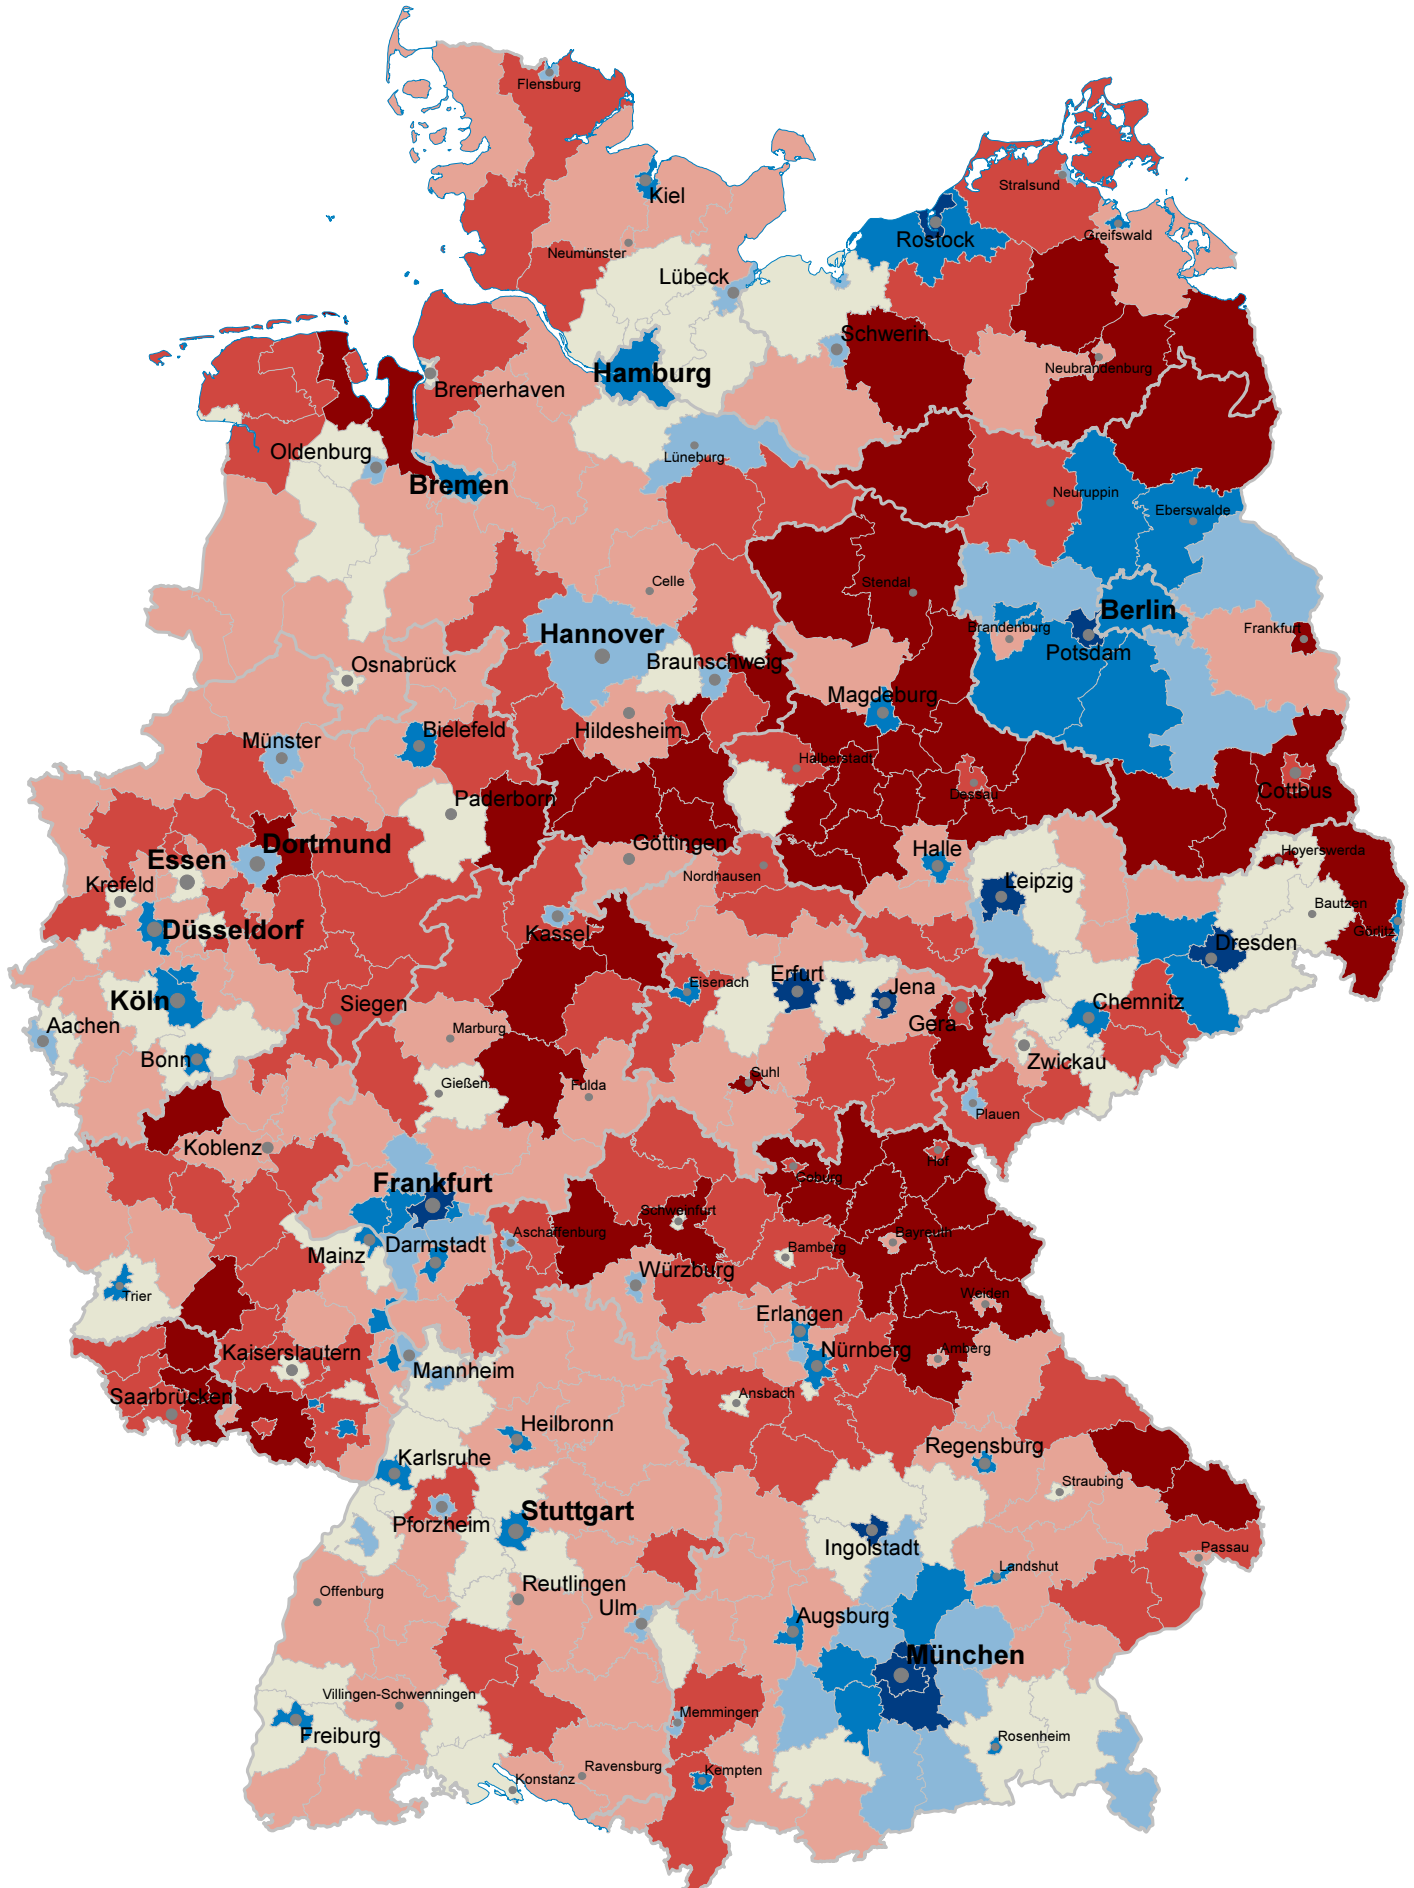 Flensburg
Kiel
Stralsund
Greifswald
Rostock
Neumünster
Lübeck
Schwerin
Hamburg
Neubrandenburg
Bremerhaven
Oldenburg
Lüneburg
Bremen
Neuruppin
Eberswalde
Celle
Stendal
Berlin
Hannover
Brandenburg
Frankfurt
Potsdam
Osnabrück
Braunschweig
Magdeburg
Bielefeld
Hildesheim
Münster
Halberstadt
Dessau
Cottbus
Paderborn
Dortmund
Göttingen
Halle
Hoyerswerda
Essen
Nordhausen
Krefeld
Leipzig
Bautzen
Düsseldorf
Kassel
Görlitz
Dresden
Köln
Siegen
Eisenach
Erfurt
Jena
Chemnitz
Gera
Aachen
Marburg
Bonn
Zwickau
Gießen
Fulda
Suhl
Plauen
Koblenz
Hof
Coburg
Frankfurt
Schweinfurt
Aschaffenburg
Bayreuth
Mainz
Darmstadt
Bamberg
Würzburg
Trier
Weiden
Erlangen
Kaiserslautern
Nürnberg
Amberg
Mannheim
Saarbrücken
Ansbach
Heilbronn
Regensburg
Karlsruhe
Straubing
Stuttgart
Pforzheim
Ingolstadt
Passau
Landshut
Offenburg
Reutlingen
Ulm
Augsburg
München
Villingen-Schwenningen
Memmingen
Freiburg
Rosenheim
Ravensburg
Kempten
Konstanz